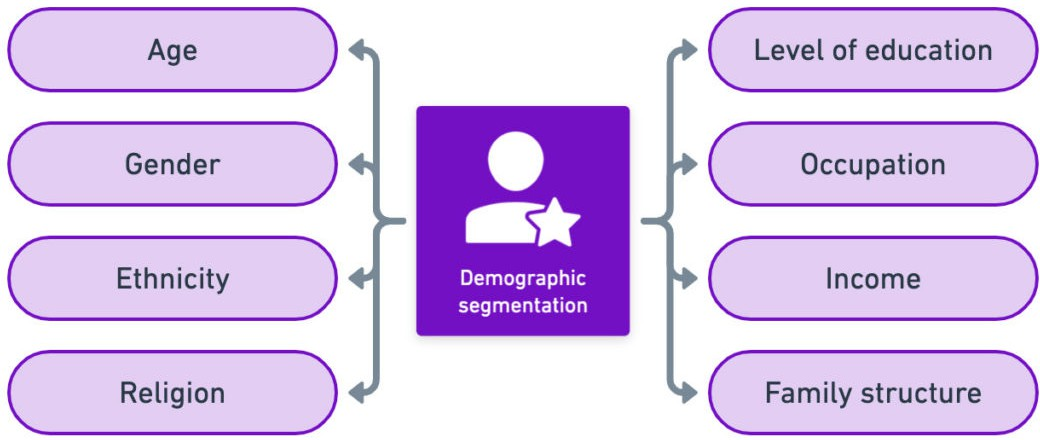 Age
Gender
Ethnicity
Religion
Demographic
segmentation
Level of education
Occupation
Income
Family structure